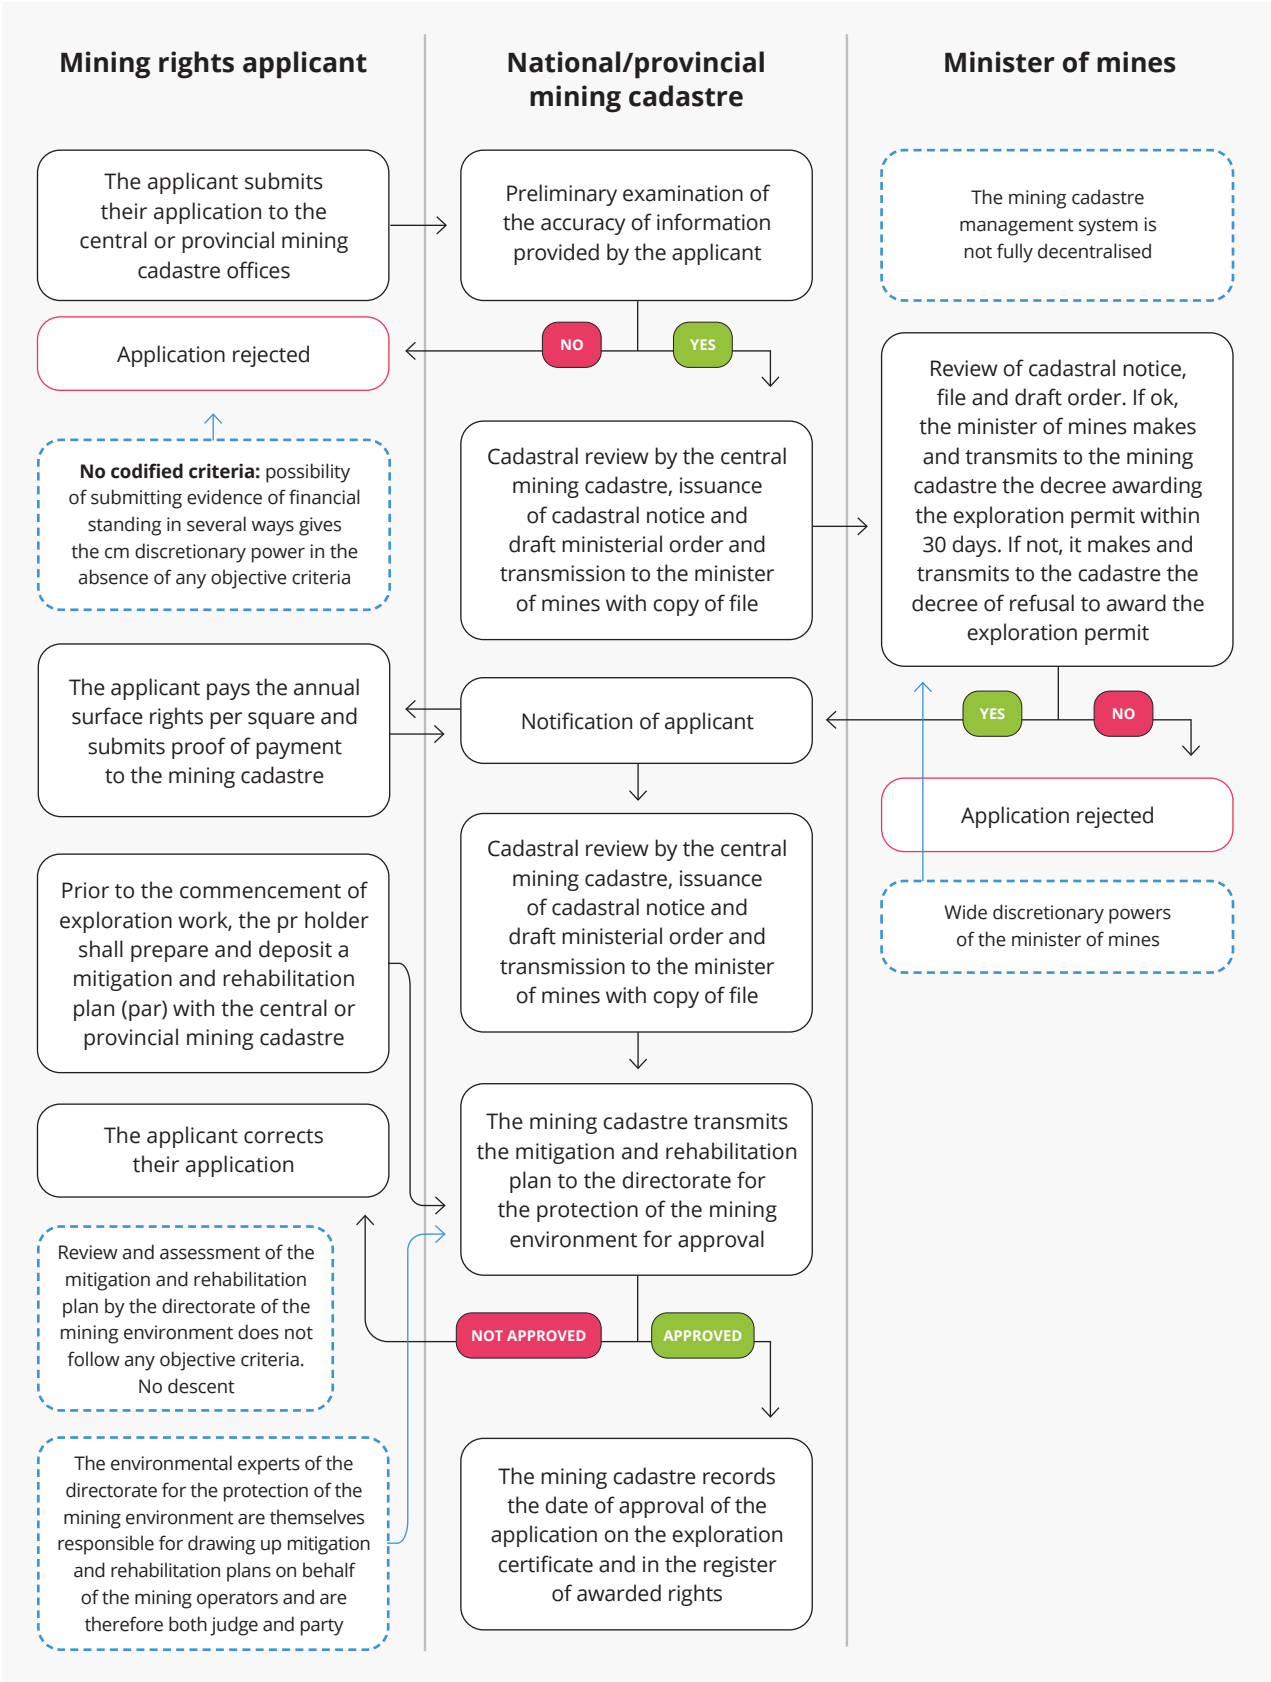 Mining rights applicant
National/provincial
mining cadastre
Minister of mines
The applicant submits
their application to the
central or provincial mining
cadastre offices
Preliminary examination of
the accuracy of information
provided by the applicant
The mining cadastre
management system is
not fully decentralised
NO
YES
Application rejected
No codified criteria: possibility
of submitting evidence of financial
standing in several ways gives
the cm discretionary power in the
absence of any objective criteria
Cadastral review by the central
mining cadastre, issuance
of cadastral notice and
draft ministerial order and
transmission to the minister
of mines with copy of file
Review of cadastral notice,
file and draft order. If ok,
the minister of mines makes
and transmits to the mining
cadastre the decree awarding
the exploration permit within
30 days. If not, it makes and
transmits to the cadastre the
decree of refusal to award the
exploration permit
The applicant pays the annual
surface rights per square and
submits proof of payment
to the mining cadastre
Notification of applicant
YES
NO
Application rejected
Wide discretionary powers
of the minister of mines
Prior to the commencement of
exploration work, the pr holder
shall prepare and deposit a
mitigation and rehabilitation
plan (par) with the central or
provincial mining cadastre
Cadastral review by the central
mining cadastre, issuance
of cadastral notice and
draft ministerial order and
transmission to the minister
of mines with copy of file
The applicant corrects
their application
The mining cadastre transmits
the mitigation and rehabilitation
plan to the directorate for
the protection of the mining
environment for approval
Review and assessment of the
mitigation and rehabilitation
plan by the directorate of the
mining environment does not
follow any objective criteria.
No descent
NOT APPROVED
APPROVED
The environmental experts of the
directorate for the protection of the
mining environment are themselves
responsible for drawing up mitigation
and rehabilitation plans on behalf
of the mining operators and are
therefore both judge and party
The mining cadastre records
the date of approval of the
application on the exploration
certificate and in the register
of awarded rights